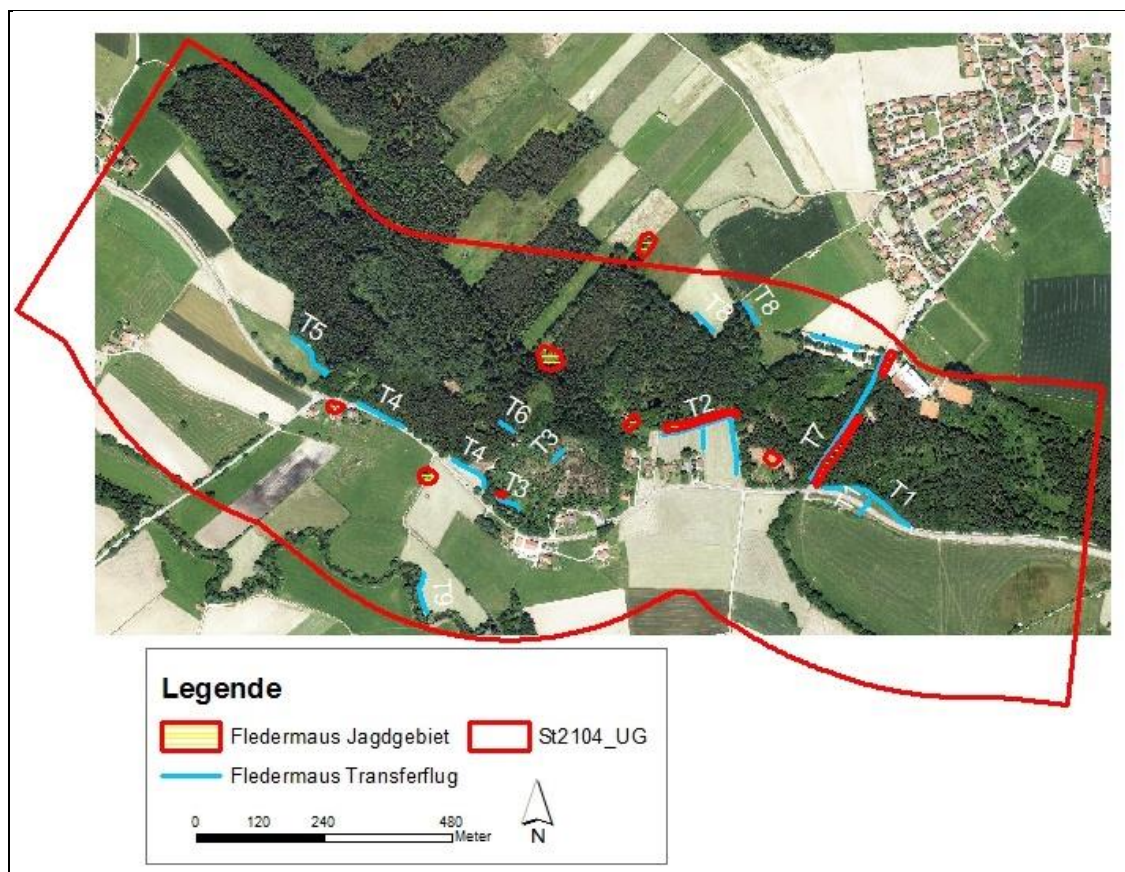 T8
T8
T5
T2
T4
T6
T3
T7
T4
T3
T1
T9
Legende
Fledermaus Jagdgebiet
St2104_UG
Fledermaus Transferflug
0 120 240 480
Meter
N